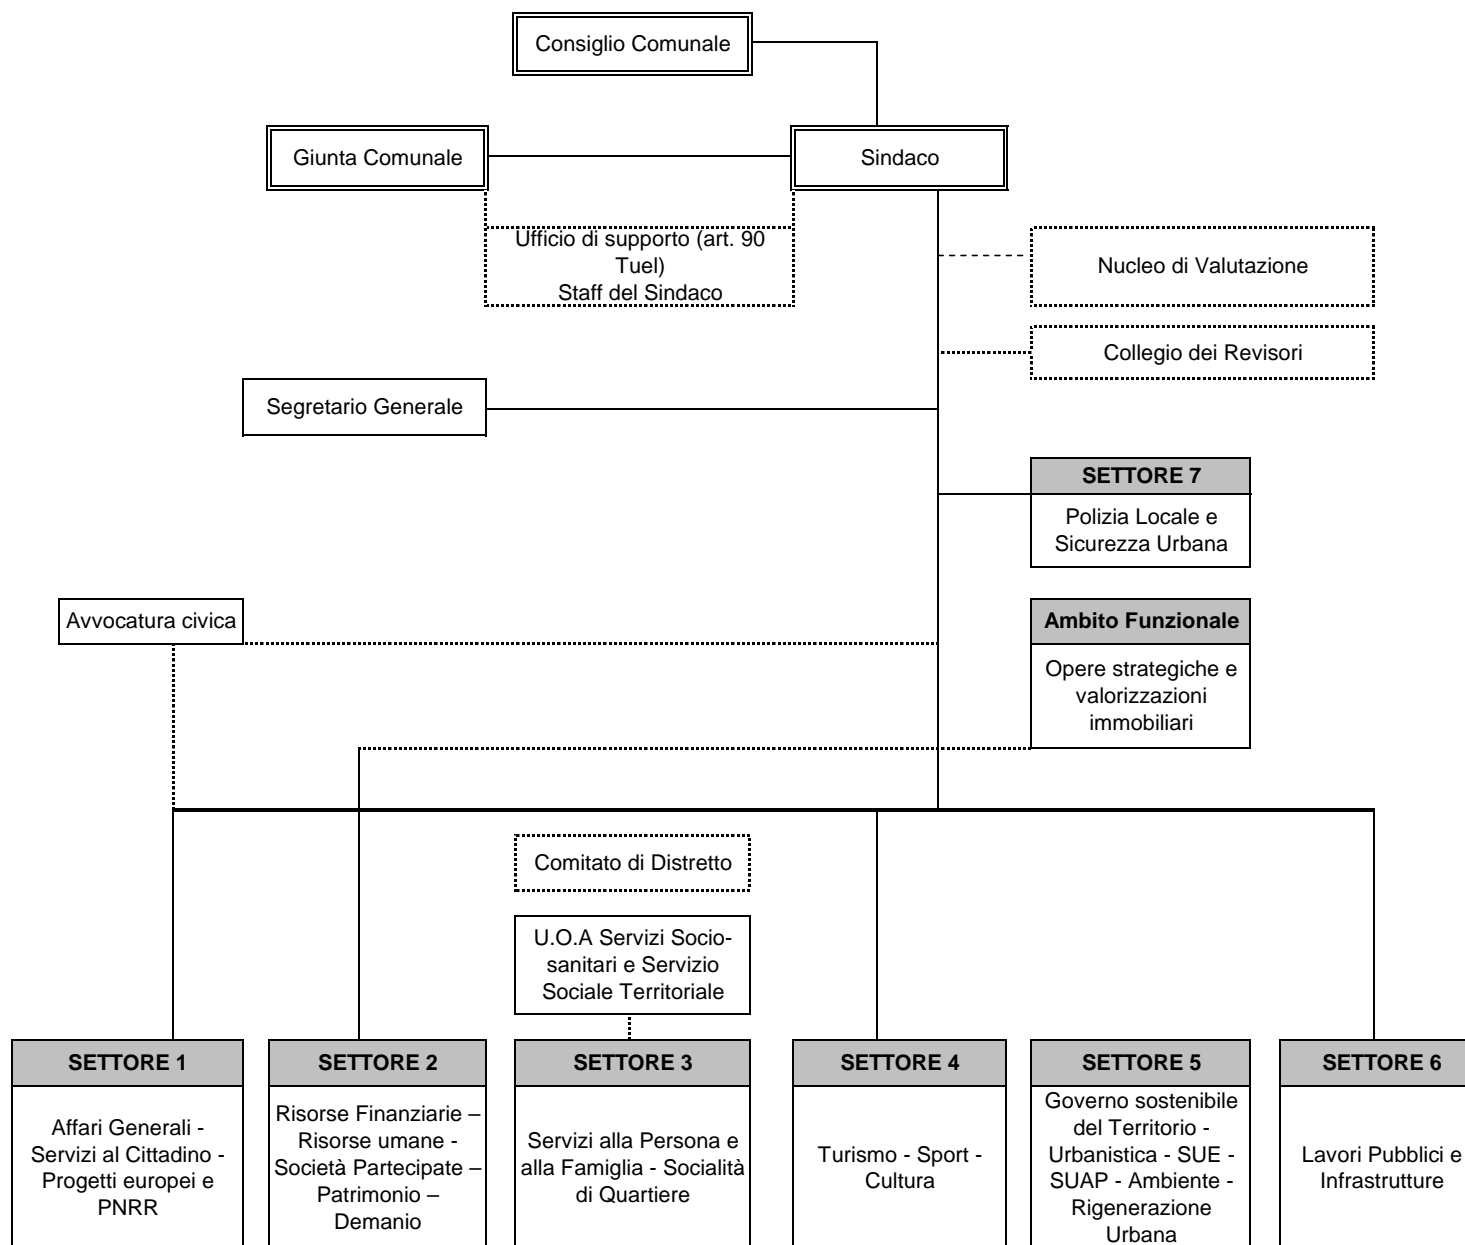 Consiglio Comunale
Giunta Comunale
Sindaco
Ufficio di supporto (art. 90
Tuel)
Staff del Sindaco
Nucleo di Valutazione
Collegio dei Revisori
Segretario Generale
SETTORE 7
Polizia Locale e
Sicurezza Urbana
Avvocatura civica
Ambito Funzionale
Opere strategiche e
valorizzazioni
immobiliari
Comitato di Distretto
U.O.A Servizi Socio-
sanitari e Servizio
Sociale Territoriale
SETTORE 1
Affari Generali -
Servizi al Cittadino -
Progetti europei e
PNRR
SETTORE 2
Risorse Finanziarie –
Risorse umane -
Società Partecipate –
Patrimonio –
Demanio
SETTORE 3
Servizi alla Persona e
alla Famiglia - Socialità
di Quartiere
SETTORE 4
Turismo - Sport -
Cultura
SETTORE 5
Governo sostenibile
del Territorio -
Urbanistica - SUE -
SUAP - Ambiente -
Rigenerazione
Urbana
SETTORE 6
Lavori Pubblici e
Infrastrutture